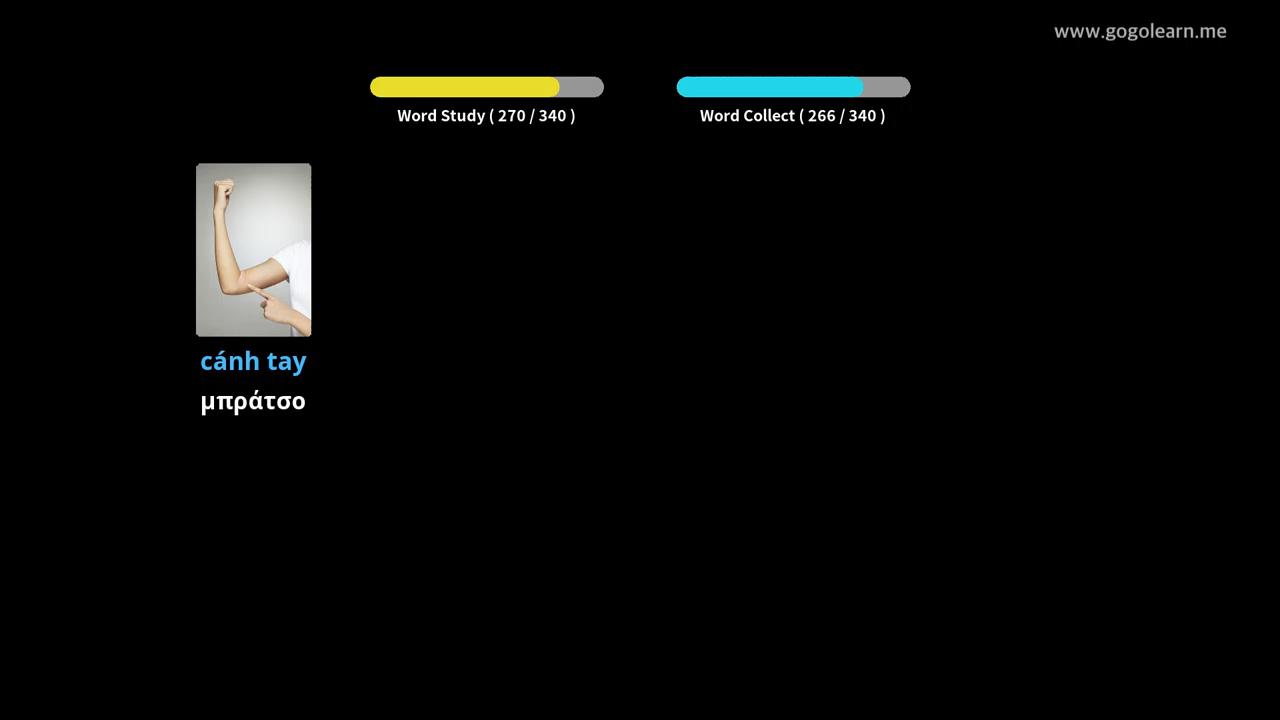 www.gogolearn.me
Word Study ( 270 / 340 )
Word Collect ( 266 / 340 )
cánh tay
μπράτσο